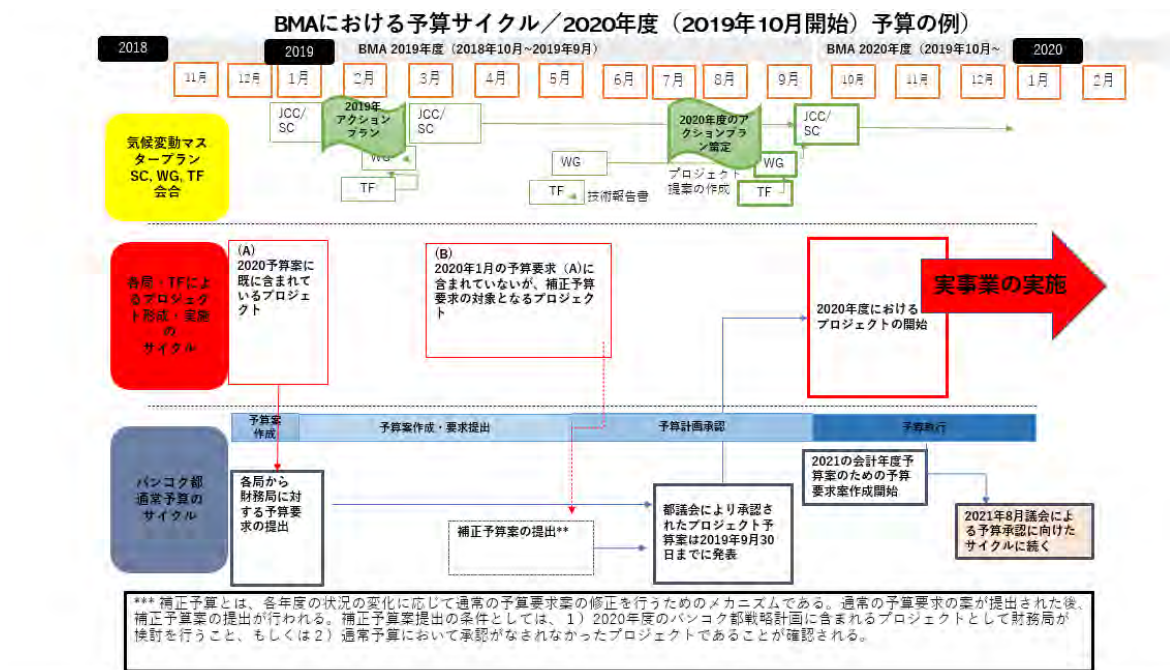 BMAにおける予算サイクル／2020年度（2019年10月開始）予算の例）
2018
2019
BMA 2019年度（2018年10月~2019年9月）
BMA 2020年度（2019年10月~
2020
11月
12月
1月
2月
3月
4月
5月
6月
7月
8月
9月
10月
11月
12月
1月
2月
気候変動マス
タープラン
SC, WG, TF
会合
JCC/
SC
2019年
アクション
プラン
JCC/
SC
WG
TF
WG
TF
技術報告書
2020年度のア
クションプラ
ン策定
プロジェクト
提案の作成
WG
TF
JCC/
SC
各局・TFによ
るプロジェク
ト形成・実施
の
サイクル
(A)
2020予算案に
既に含まれて
いるプロジェ
クト
(B)
2020年1月の予算要求（A)に
含まれていないが、補正予算
要求の対象となるプロジェク
ト
2020年度における
プロジェクトの開始
実事業の実施
バンコク都
通常予算の
サイクル
予算案
作成
予算案作成・要求提出
予算計画承認
予算執行
各局から
財務局に対
する予算要
求の提出
補正予算案の提出**
都議会により承認さ
れたプロジェクト予
算案は2019年9月30
日までに発表
2021の会計年度予
算案のための予算
要求案作成開始
2021年8月議会によ
る予算承認に向けた
サイクルに続く
*** 補正予算とは、各年度の状況の変化に応じて通常の予算要求案の修正を行うためのメカニズムである。通常の予算要求の案が提出された後、
補正予算案の提出が行われる。補正予算案提出の条件としては、１）2020年度のバンコク都戦略計画に含まれるプロジェクトとして財務局が
検討を行うこと、もしくは２）通常予算において承認がなされなかったプロジェクトであることが確認される。